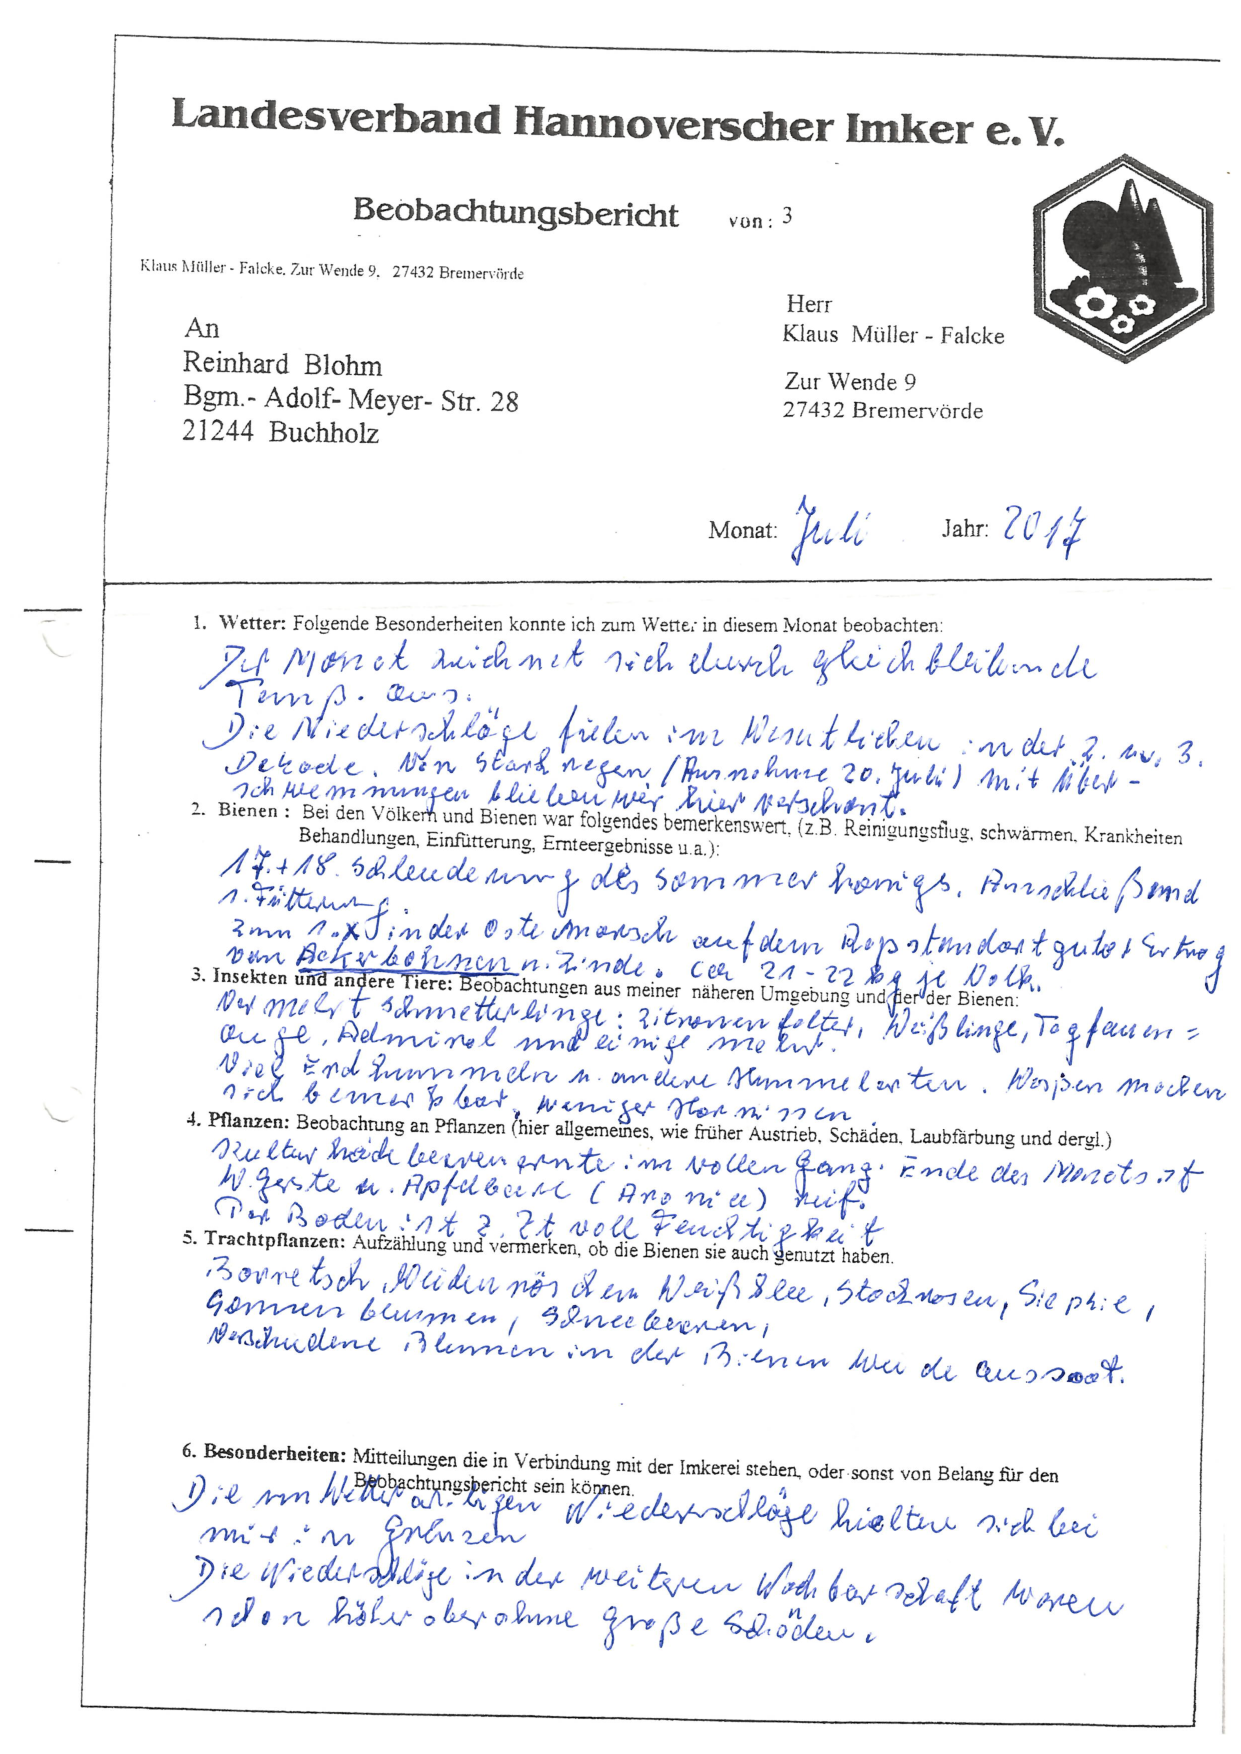 Landesverband Hannoverscher Imker e. V.
Beobachtungsbericht von: 3
Klaus Müller - Falcke. Zur Wende 9, 27432 Bremervörde
An
Reinhard Blohm
Bgm.- Adolf- Meyer- Str. 28
21244 Buchholz
Herr
Klaus Müller - Falcke
Zur Wende 9
27432 Bremervörde
Monat: Juli Jahr: 2017
1. Wetter: Folgende Besonderheiten konnte ich zum Wetter in diesem Monat beobachten:
Der Monat zeichnet sich durch gleichbleibende
Temp. aus.
Die Niederschläge fielen im Wesentlichen in der 2. u. 3.
Dekade. Von Starkregen (Ausnahme 20. Juli) mit Über-
schwemmungen blieben wir hier verschont.
2. Bienen : Bei den Völkern und Bienen war folgendes bemerkenswert, (z.B. Reinigungsflug, schwärmen, Krankheiten
Behandlungen, Einfütterung, Ernteergebnisse u.a.):
17.+18. Schleuderung des Sommerhonigs. Anschließend
1. Fütterung.
Zum 1. x in der Ostemarsch auf dem Rapsstandort guter Ertrag
von Ackerbohnen u. Linde. ca 21-22 kg je Volk.
3. Insekten und andere Tiere: Beobachtungen aus meiner näheren Umgebung und der der Bienen:
Vermehrt Schmetterlinge: Zitronenfalter, Weißlinge, Tagpfauen=
auge, Admiral und einige mehr.
Viel Erdhummeln u. andere Hummelarten. Wespen machen
sich bemerkbar, weniger Hornissen.
4. Pflanzen: Beobachtung an Pflanzen (hier allgemeines, wie früher Austrieb, Schäden, Laubfärbung und dergl.)
Kulturheidelbeerenernte im vollen Gang. Ende des Monats ist
W.gerste u. Apfelbeere (Aronia) reif.
Der Boden ist z. Zt voll Feuchtigkeit
5. Trachtpflanzen: Aufzählung und vermerken, ob die Bienen sie auch genutzt haben.
Borretsch, Weidenröschen Weißklee, Stockrosen, Sie phie,
Sonnenblumen, Schneebeeren,
Verschiedene Blumen in der Bienenweideaussaat.
6. Besonderheiten: Mitteilungen die in Verbindung mit der Imkerei stehen, oder sonst von Belang für den
Beobachtungsbericht sein können.
Die unwetterartigen Niederschläge hielten sich bei
mir in Grenzen
Die Niederschläge in der weiteren Nachbarschaft waren
schon höher aber ohne große Schäden.